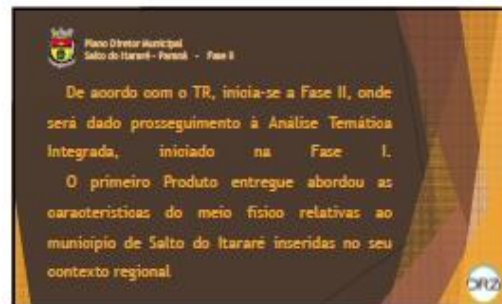 Plano Diretor Municipal
Salto do Itararé - Paraná - Fase II
De acordo com o TR, inicia-se a Fase II, onde
será dado prosseguimento à Análise Temática
Integrada, iniciado na Fase I.
O primeiro Produto entregue abordou as
características do meio físico relativas ao
município de Salto do Itararé inseridas no seu
contexto regional
DRZ